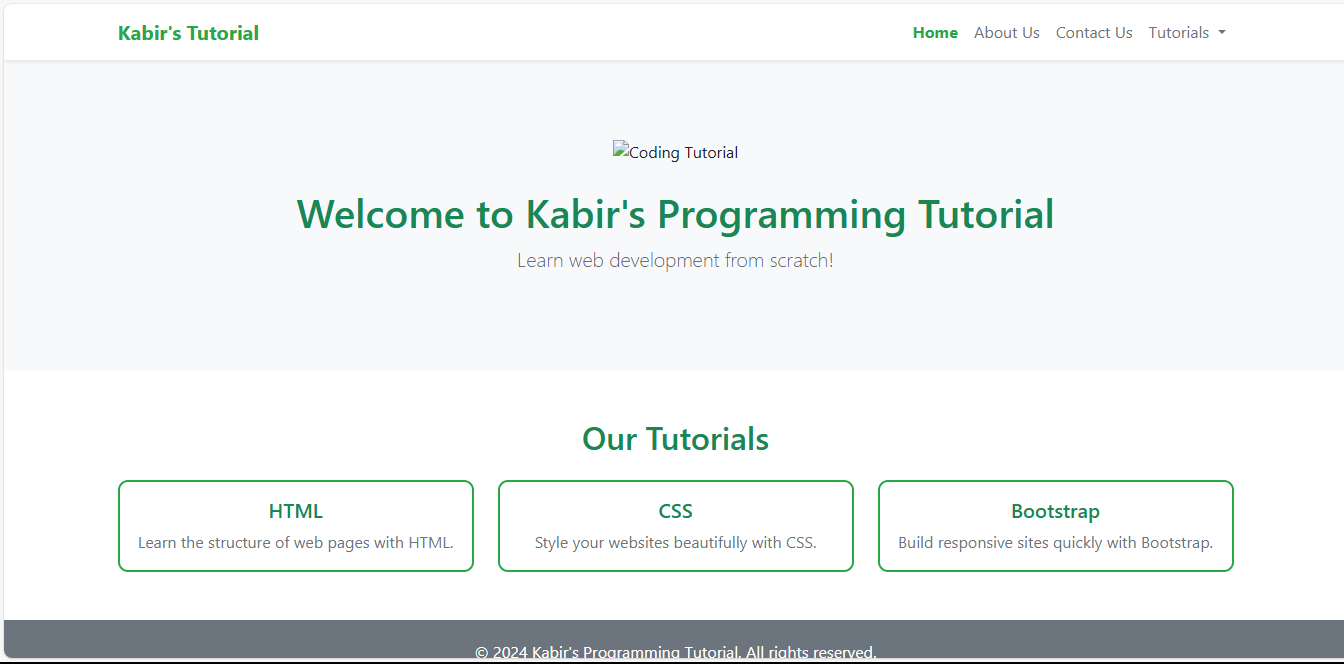 Kabir's Tutorial
Home About Us Contact Us Tutorials
Coding Tutorial
Welcome to Kabir's Programming Tutorial
Learn web development from scratch!
Our Tutorials
HTML
Learn the structure of web pages with HTML.
CSS
Style your websites beautifully with CSS.
Bootstrap
Build responsive sites quickly with Bootstrap.
© 2024 Kabir's Programming Tutorial. All rights reserved.